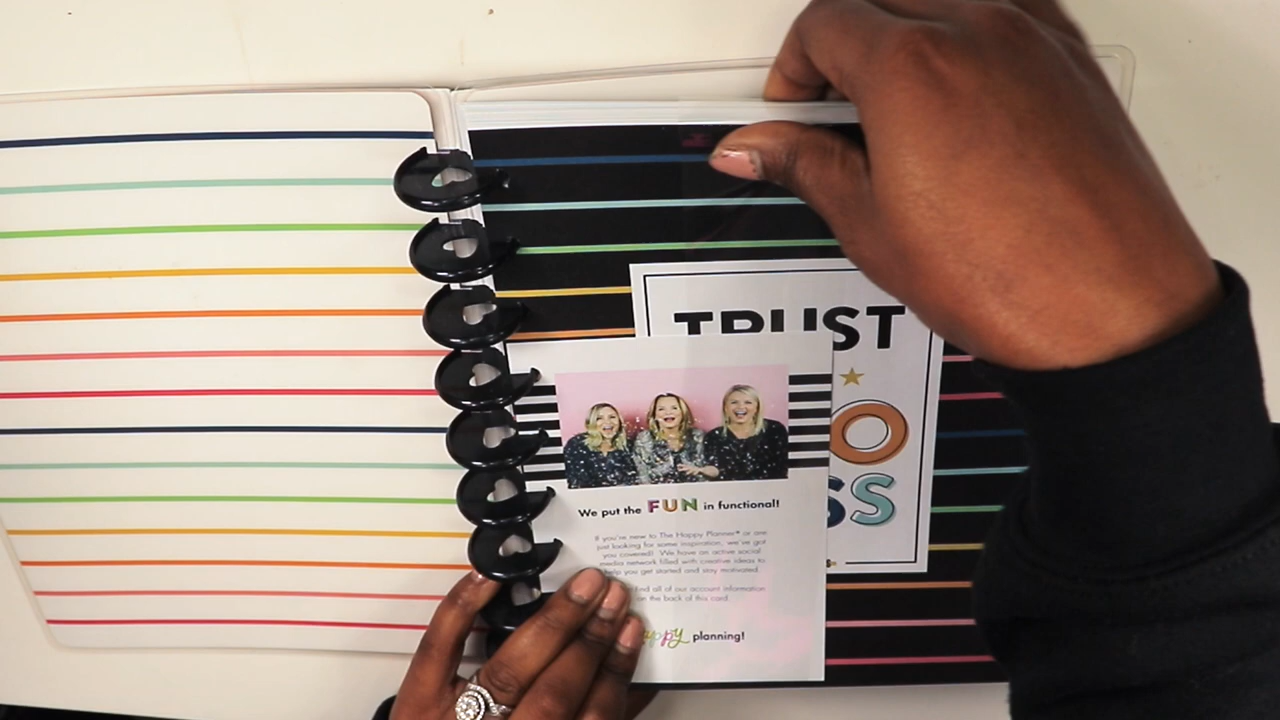 TRUST
O
SS
We put the FUN in functional!
If you're new to The Happy Planner® or are
just looking for some inspiration, we've got
you covered! We have an active social
media network filled with creative ideas to
help you get started and stay motivated.
find all of our account information
on the back of this card.
happy planning!